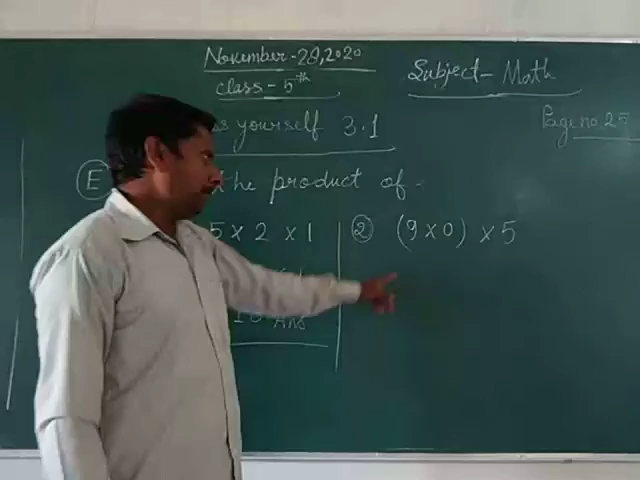 November-28,2020
Subject- Math
class- 5th
yourself 3.1
Page no. 25
(E) the product of-
5 x 2 x 1
② (9 x 0) x 5
10 Ans